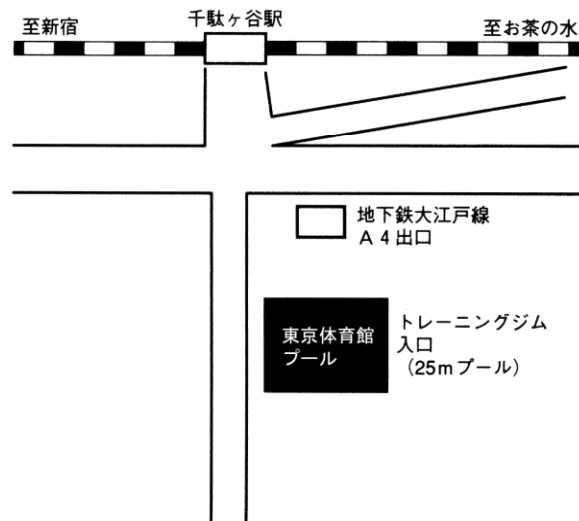 千駄ヶ谷駅
至新宿
至お茶の水
地下鉄大江戸線
A 4 出口
東京体育館
プール
トレーニングジム
入口
(25mプール)